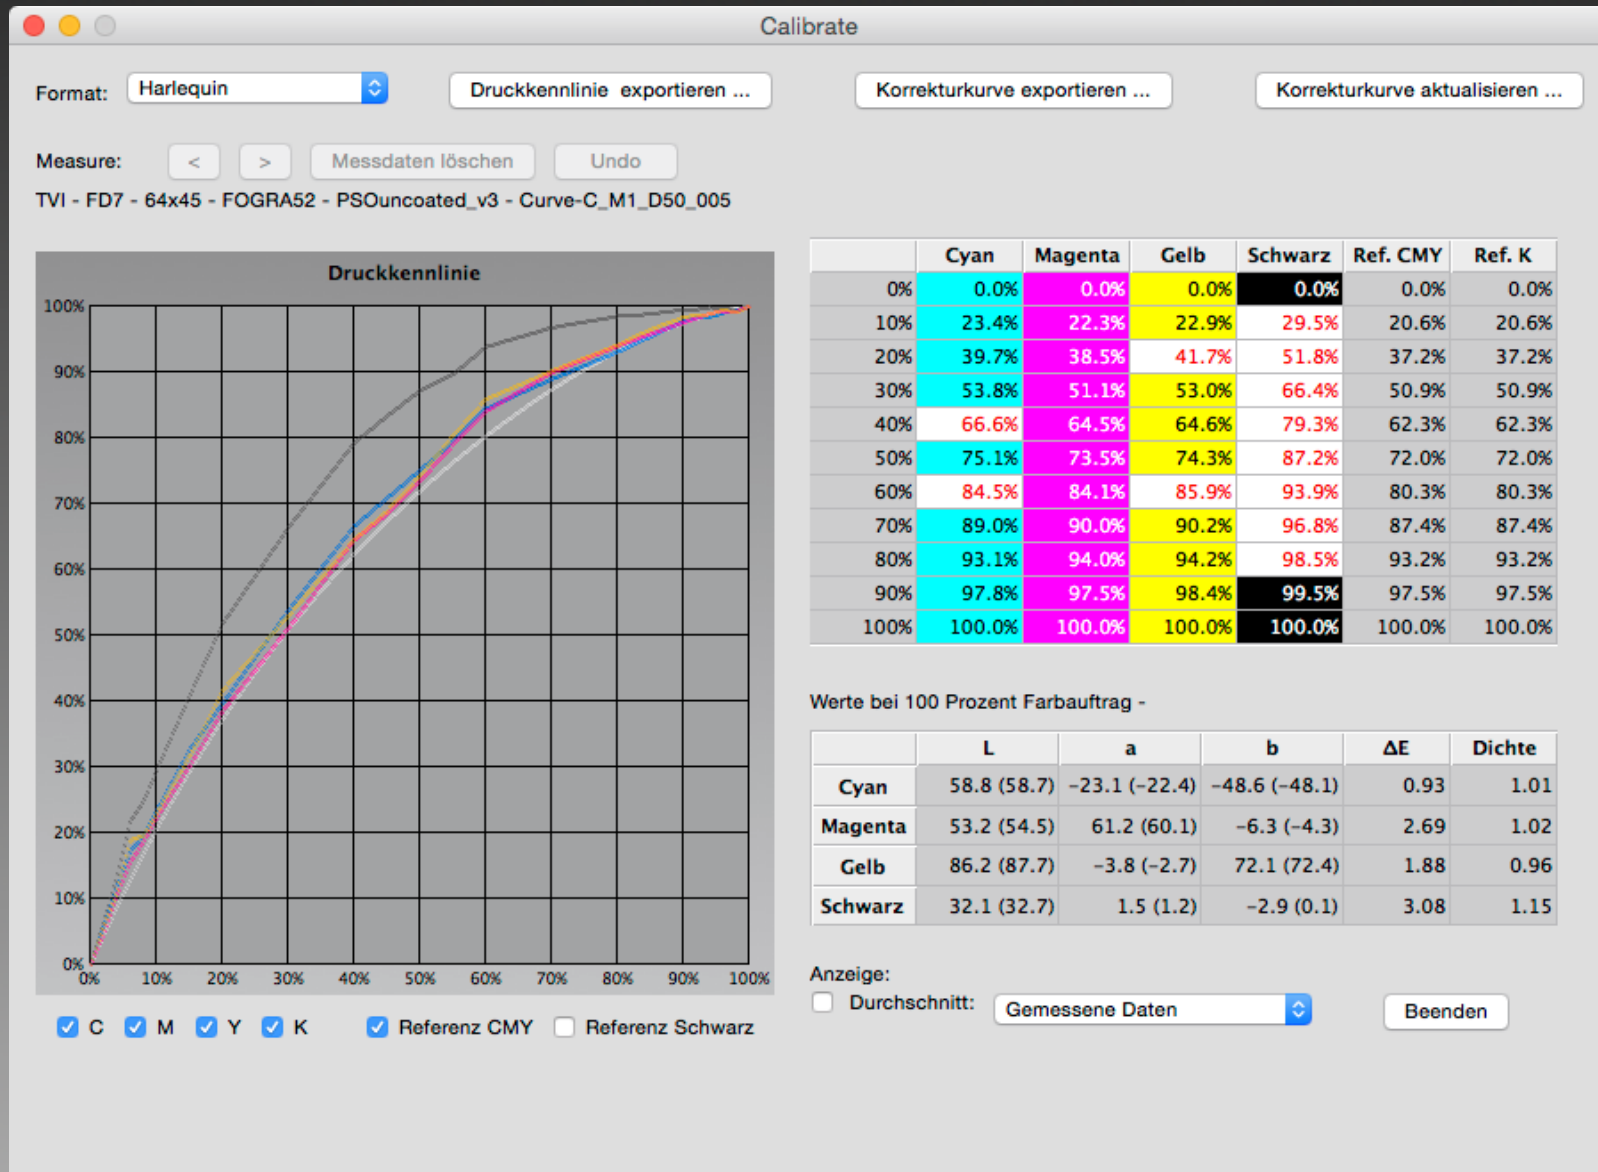 Calibrate
Format: Harlequin Druckkennlinie exportieren ... Korrekturkurve exportieren ... Korrekturkurve aktualisieren ...
Measure: < > Messdaten löschen Undo
TVI - FD7 - 64x45 - FOGRA52 - PSOuncoated_v3 - Curve-C_M1_D50_005
Druckkennlinie
100%
90%
80%
70%
60%
50%
40%
30%
20%
10%
0%
0% 10% 20% 30% 40% 50% 60% 70% 80% 90% 100%
C M Y K Referenz CMY Referenz Schwarz
Cyan Magenta Gelb Schwarz Ref. CMY Ref. K
0% 0.0% 0.0% 0.0% 0.0% 0.0% 0.0%
10% 23.4% 22.3% 22.9% 29.5% 20.6% 20.6%
20% 39.7% 38.5% 41.7% 51.8% 37.2% 37.2%
30% 53.8% 51.1% 53.0% 66.4% 50.9% 50.9%
40% 66.6% 64.5% 64.6% 79.3% 62.3% 62.3%
50% 75.1% 73.5% 74.3% 87.2% 72.0% 72.0%
60% 84.5% 84.1% 85.9% 93.9% 80.3% 80.3%
70% 89.0% 90.0% 90.2% 96.8% 87.4% 87.4%
80% 93.1% 94.0% 94.2% 98.5% 93.2% 93.2%
90% 97.8% 97.5% 98.4% 99.5% 97.5% 97.5%
100% 100.0% 100.0% 100.0% 100.0% 100.0% 100.0%
Werte bei 100 Prozent Farbauftrag -
L a b ΔE Dichte
Cyan 58.8 (58.7) -23.1 (-22.4) -48.6 (-48.1) 0.93 1.01
Magenta 53.2 (54.5) 61.2 (60.1) -6.3 (-4.3) 2.69 1.02
Gelb 86.2 (87.7) -3.8 (-2.7) 72.1 (72.4) 1.88 0.96
Schwarz 32.1 (32.7) 1.5 (1.2) -2.9 (0.1) 3.08 1.15
Anzeige:
Durchschnitt: Gemessene Daten Beenden